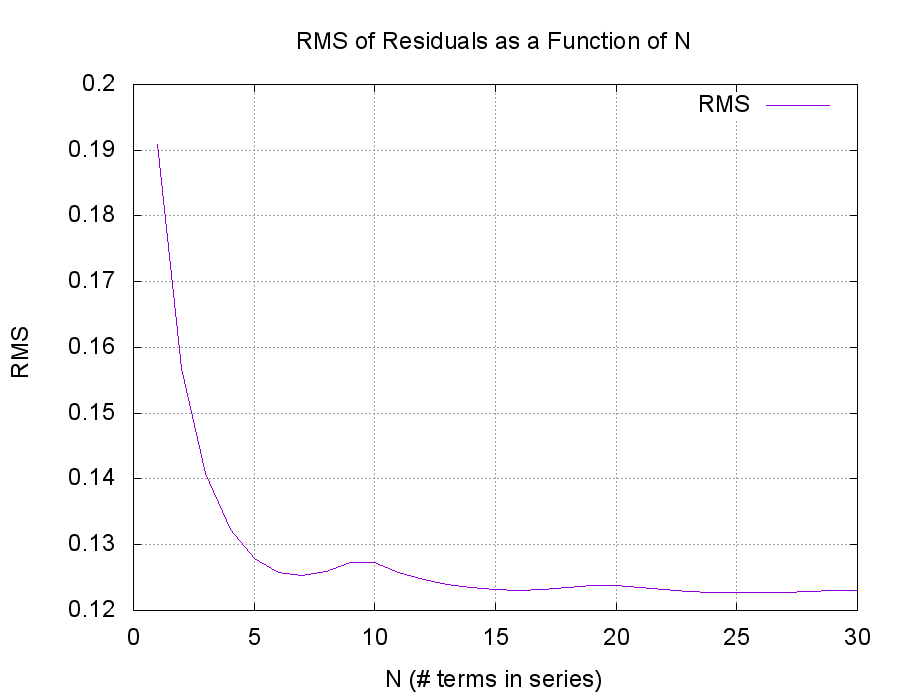 RMS of Residuals as a Function of N
RMS
0.2
0.19
0.18
0.17
0.16
0.15
0.14
0.13
0.12
RMS
0 5 10 15 20 25 30
N (# terms in series)